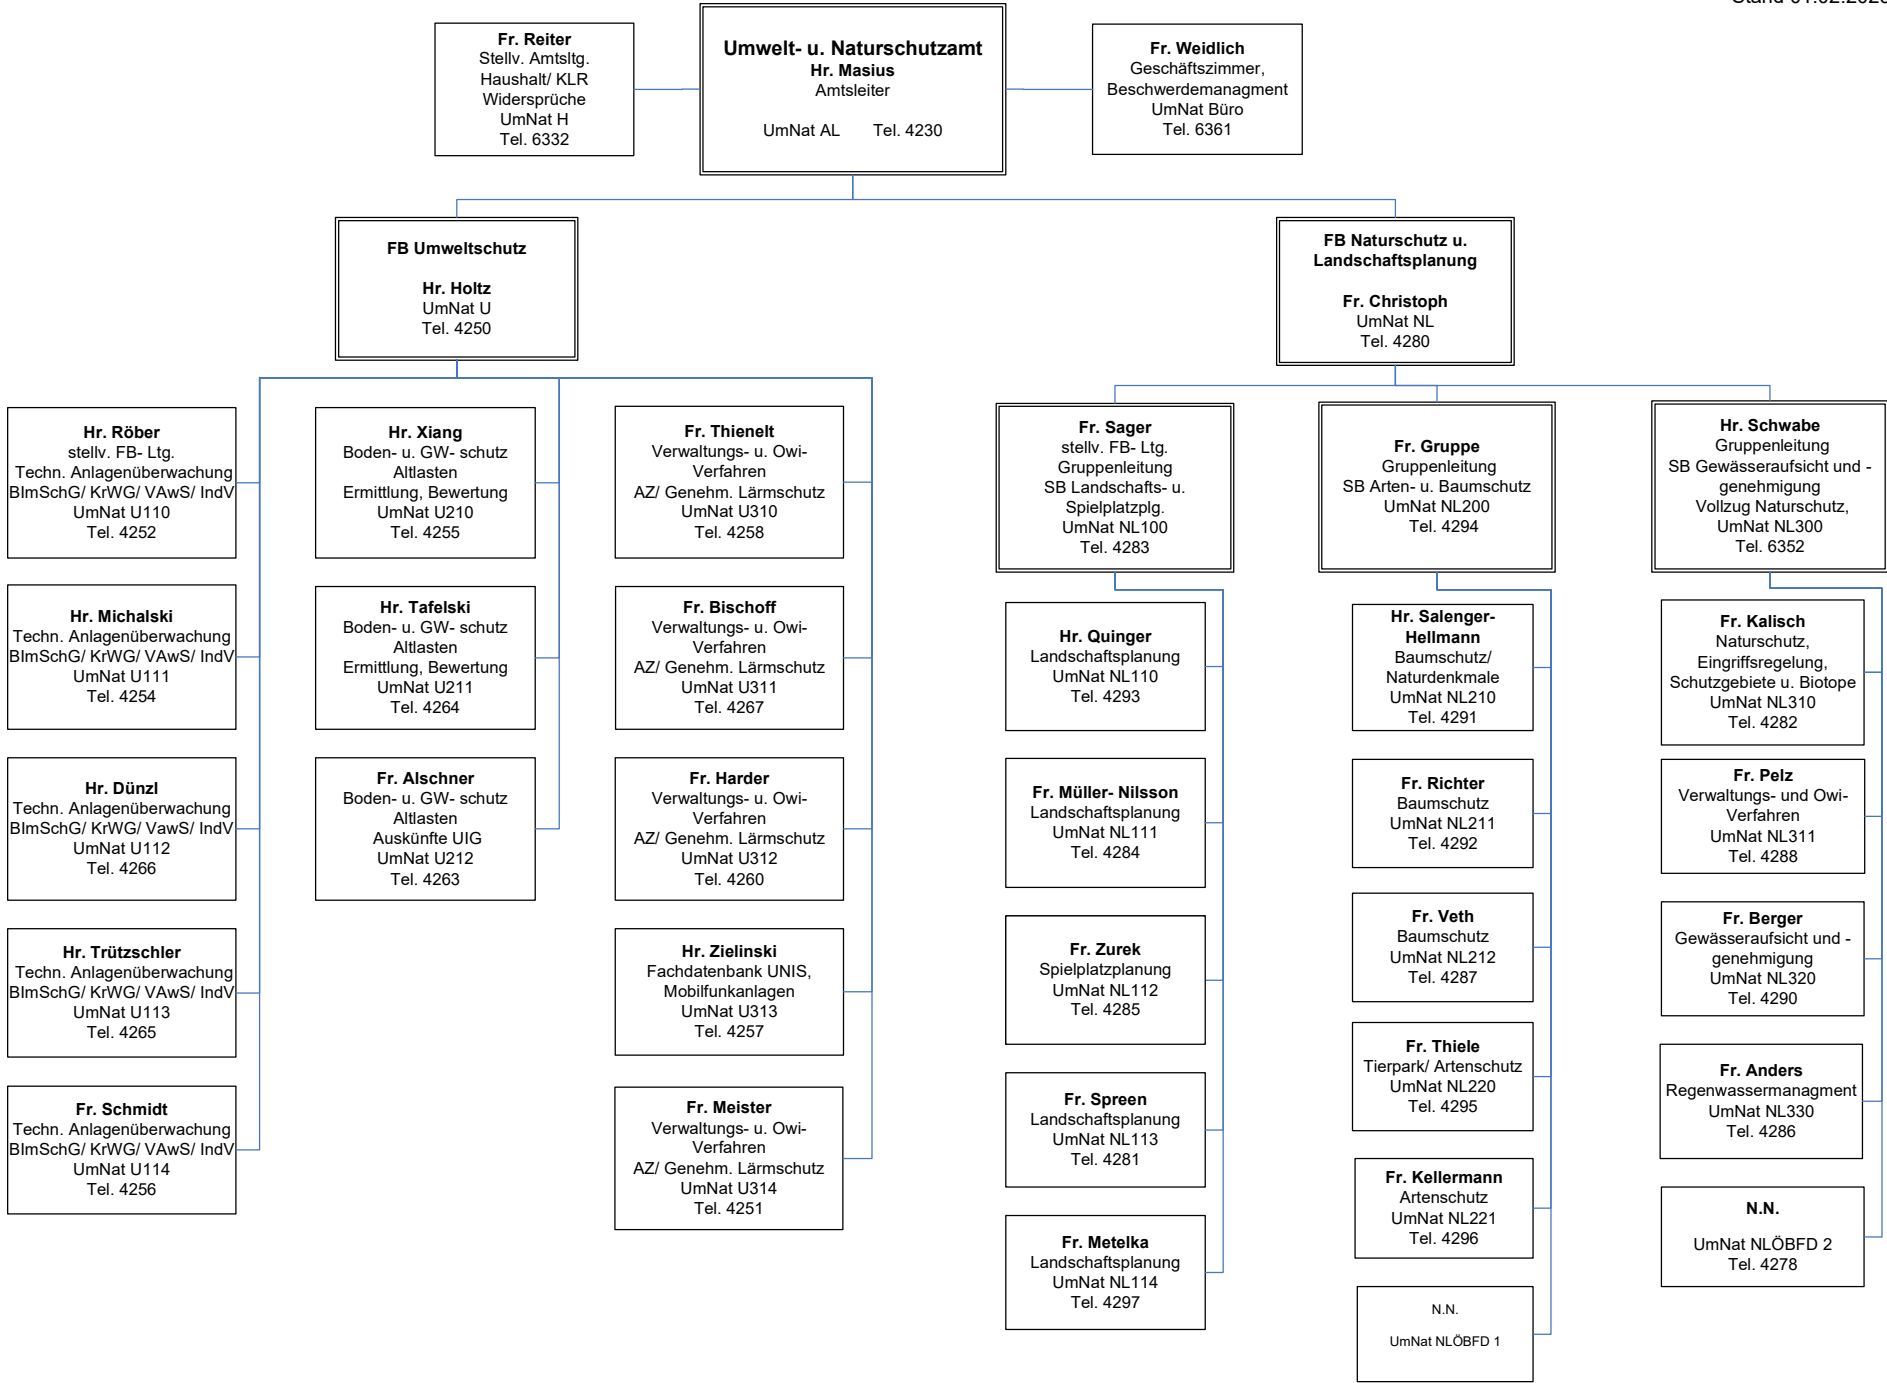 Fr. Reiter
Stellv. Amtsltg.
Haushalt/ KLR
Widersprüche
UmNat H
Tel. 6332
Umwelt- u. Naturschutzamt
Hr. Masius
Amtsleiter
UmNat AL Tel. 4230
Fr. Weidlich
Geschäftszimmer,
Beschwerdemanagment
UmNat Büro
Tel. 6361
FB Umweltschutz
Hr. Holtz
UmNat U
Tel. 4250
FB Naturschutz u.
Landschaftsplanung
Fr. Christoph
UmNat NL
Tel. 4280
Hr. Röber
stellv. FB- Ltg.
Techn. Anlagenüberwachung
BImSchG/ KrWG/ VAwS/ IndV
UmNat U110
Tel. 4252
Hr. Michalski
Techn. Anlagenüberwachung
BImSchG/ KrWG/ VAwS/ IndV
UmNat U111
Tel. 4254
Hr. Dünzl
Techn. Anlagenüberwachung
BImSchG/ KrWG/ VawS/ IndV
UmNat U112
Tel. 4266
Hr. Trützschler
Techn. Anlagenüberwachung
BImSchG/ KrWG/ VAwS/ IndV
UmNat U113
Tel. 4265
Fr. Schmidt
Techn. Anlagenüberwachung
BImSchG/ KrWG/ VAwS/ IndV
UmNat U114
Tel. 4256
Hr. Xiang
Boden- u. GW- schutz
Altlasten
Ermittlung, Bewertung
UmNat U210
Tel. 4255
Hr. Tafelski
Boden- u. GW- schutz
Altlasten
Ermittlung, Bewertung
UmNat U211
Tel. 4264
Fr. Alschner
Boden- u. GW- schutz
Altlasten
Auskünfte UIG
UmNat U212
Tel. 4263
Fr. Thienelt
Verwaltungs- u. Owi-
Verfahren
AZ/ Genehm. Lärmschutz
UmNat U310
Tel. 4258
Fr. Bischoff
Verwaltungs- u. Owi-
Verfahren
AZ/ Genehm. Lärmschutz
UmNat U311
Tel. 4267
Fr. Harder
Verwaltungs- u. Owi-
Verfahren
AZ/ Genehm. Lärmschutz
UmNat U312
Tel. 4260
Hr. Zielinski
Fachdatenbank UNIS,
Mobilfunkanlagen
UmNat U313
Tel. 4257
Fr. Meister
Verwaltungs- u. Owi-
Verfahren
AZ/ Genehm. Lärmschutz
UmNat U314
Tel. 4251
Fr. Sager
stellv. FB- Ltg.
Gruppenleitung
SB Landschafts- u.
Spielplatzplg.
UmNat NL100
Tel. 4283
Hr. Quinger
Landschaftsplanung
UmNat NL110
Tel. 4293
Fr. Müller- Nilsson
Landschaftsplanung
UmNat NL111
Tel. 4284
Fr. Zurek
Spielplatzplanung
UmNat NL112
Tel. 4285
Fr. Spreen
Landschaftsplanung
UmNat NL113
Tel. 4281
Fr. Metelka
Landschaftsplanung
UmNat NL114
Tel. 4297
Fr. Gruppe
Gruppenleitung
SB Arten- u. Baumschutz
UmNat NL200
Tel. 4294
Hr. Salenger-
Hellmann
Baumschutz/
Naturdenkmale
UmNat NL210
Tel. 4291
Fr. Richter
Baumschutz
UmNat NL211
Tel. 4292
Fr. Veth
Baumschutz
UmNat NL212
Tel. 4287
Fr. Thiele
Tierpark/ Artenschutz
UmNat NL220
Tel. 4295
Fr. Kellermann
Artenschutz
UmNat NL221
Tel. 4296
N.N.
UmNat NLÖBFD 1
Hr. Schwabe
Gruppenleitung
SB Gewässeraufsicht und -
genehmigung
Vollzug Naturschutz,
UmNat NL300
Tel. 6352
Fr. Kalisch
Naturschutz,
Eingriffsregelung,
Schutzgebiete u. Biotope
UmNat NL310
Tel. 4282
Fr. Pelz
Verwaltungs- und Owi-
Verfahren
UmNat NL311
Tel. 4288
Fr. Berger
Gewässeraufsicht und -
genehmigung
UmNat NL320
Tel. 4290
Fr. Anders
Regenwassermanagment
UmNat NL330
Tel. 4286
N.N.
UmNat NLÖBFD 2
Tel. 4278